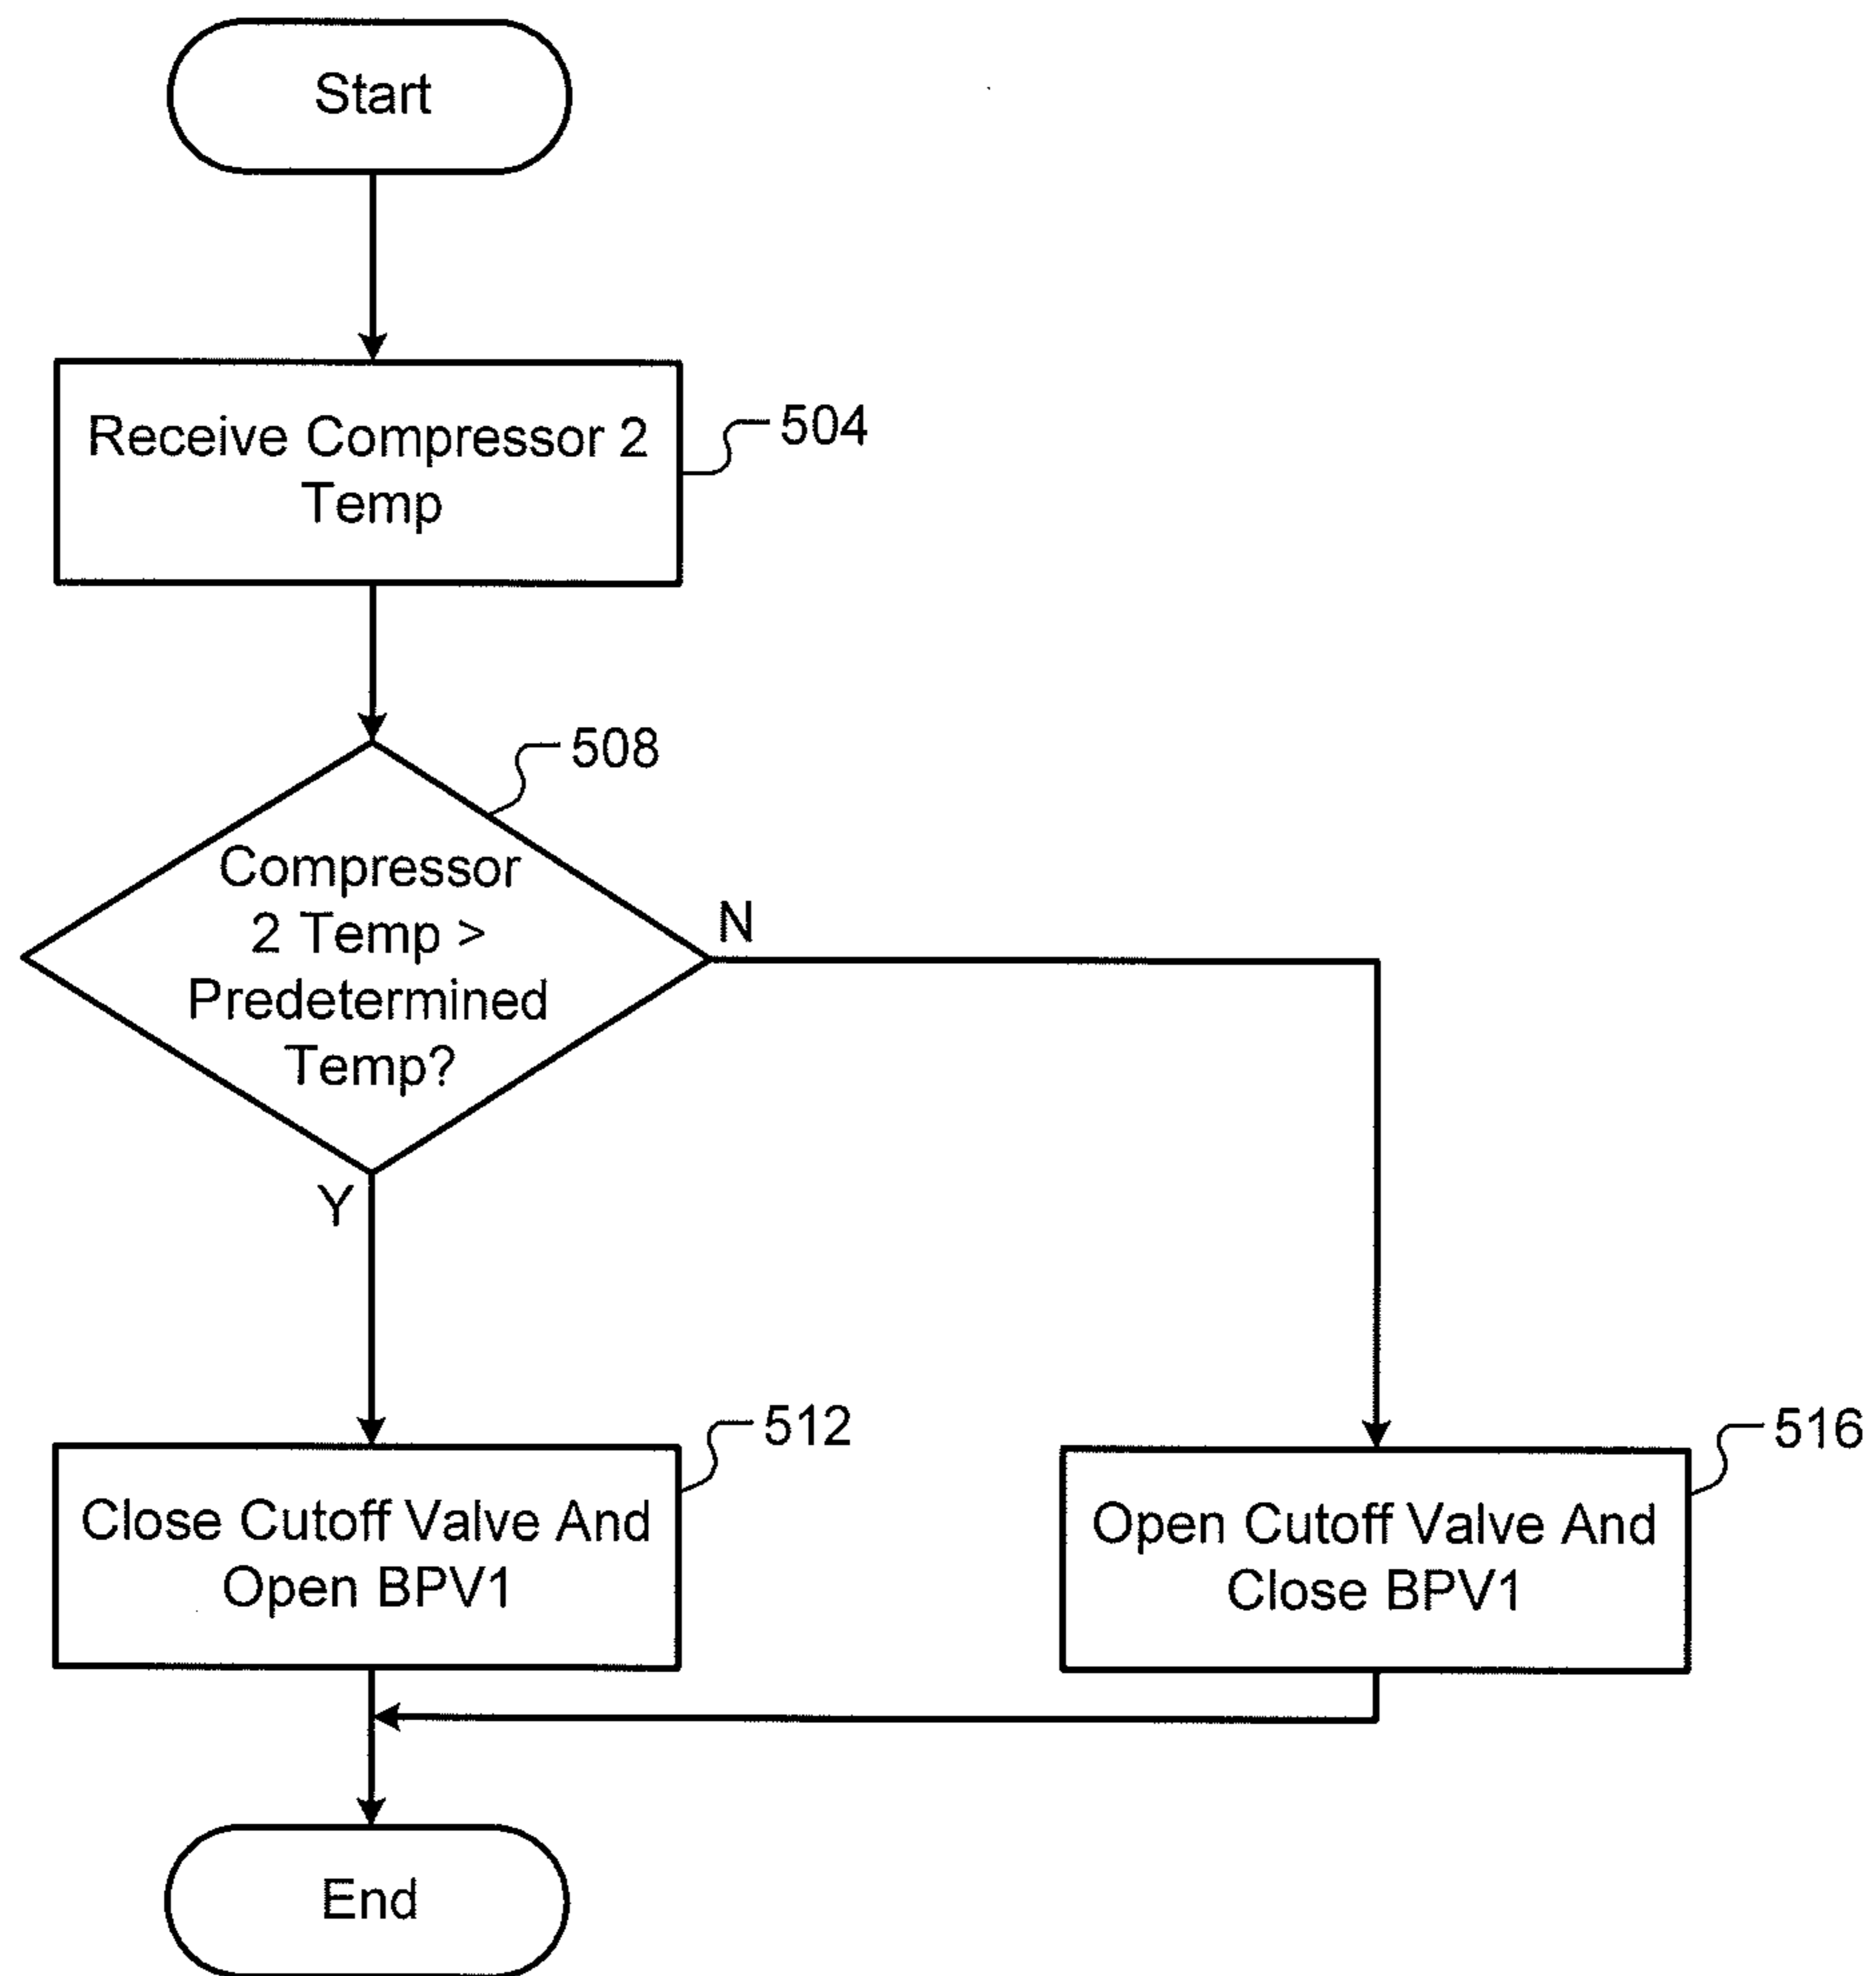 Start
Receive Compressor 2
Temp
504
508
Compressor
2 Temp >
Predetermined
Temp?
N
Y
Close Cutoff Valve And
Open BPV1
512
Open Cutoff Valve And
Close BPV1
516
End